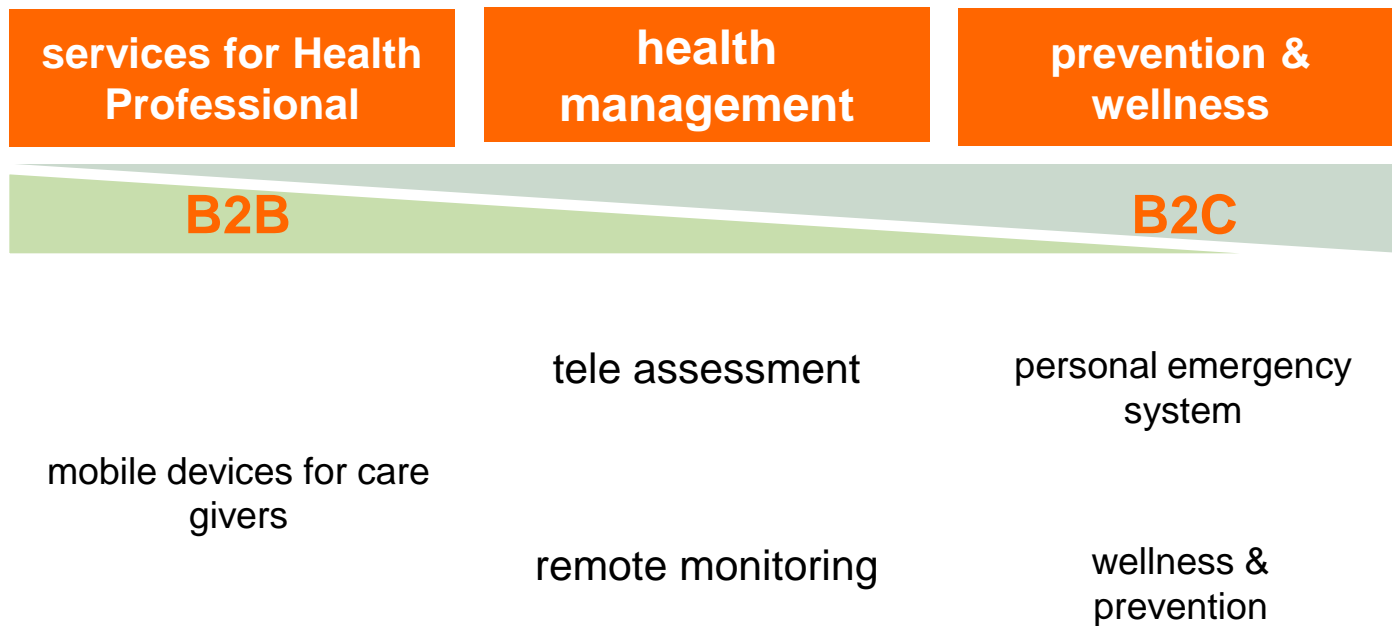 services for Health
Professional
health
management
prevention &
wellness
B2B
B2C
tele assessment
personal emergency
system
mobile devices for care
givers
remote monitoring
wellness &
prevention